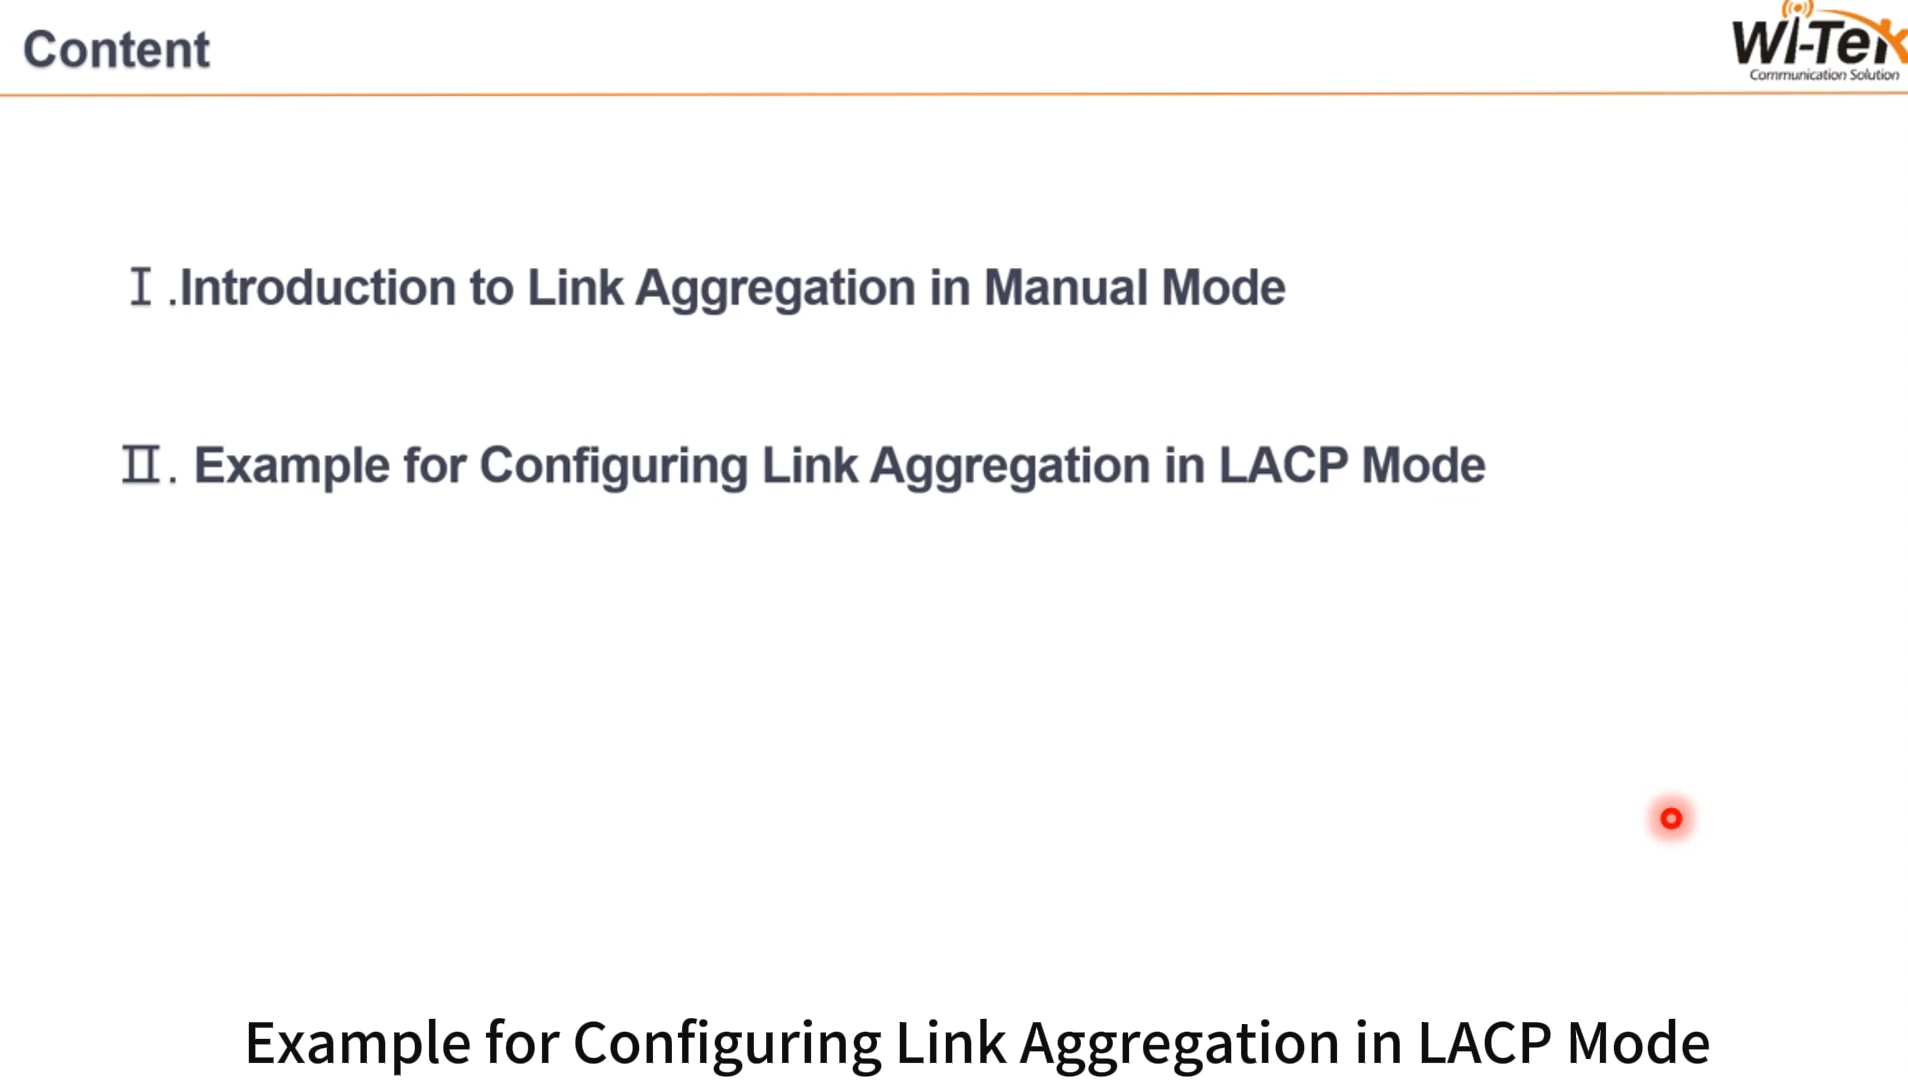 Content
Wi-Tek
Communication Solution
Ⅰ.Introduction to Link Aggregation in Manual Mode
Ⅱ. Example for Configuring Link Aggregation in LACP Mode
Example for Configuring Link Aggregation in LACP Mode